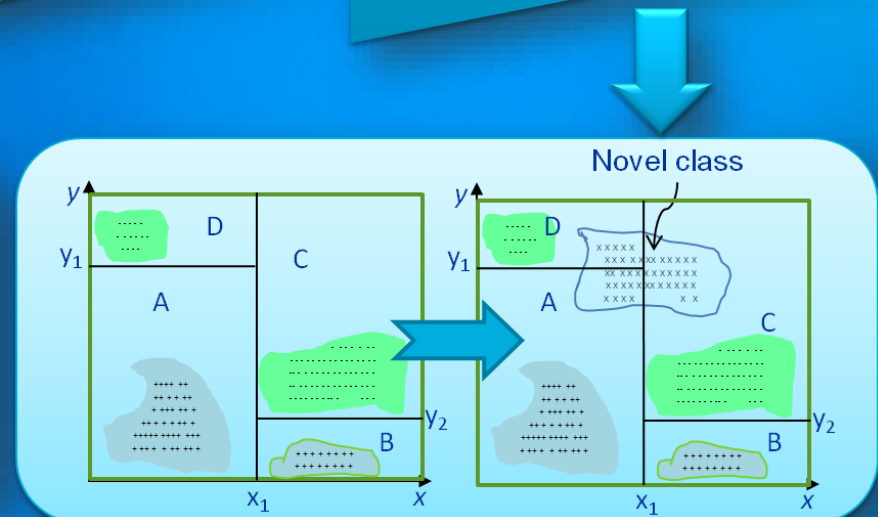 Novel class
y
D
C
y1
A
y2
B
x1
x
- - - - -
- - - - - -
- - - -
++++ ++
++ + + ++
+ ++++ ++ +
++ + + ++ + +
+++++ ++++ +++
++++ + ++ +++
+ + + + + + + +
+ + + + + + + +
y
D
y1
A
C
y2
B
x1
x
x x x x x
x x x x x x x x x x
x x x x x x x x x x
x x x x x x x x x x
x x x x x x